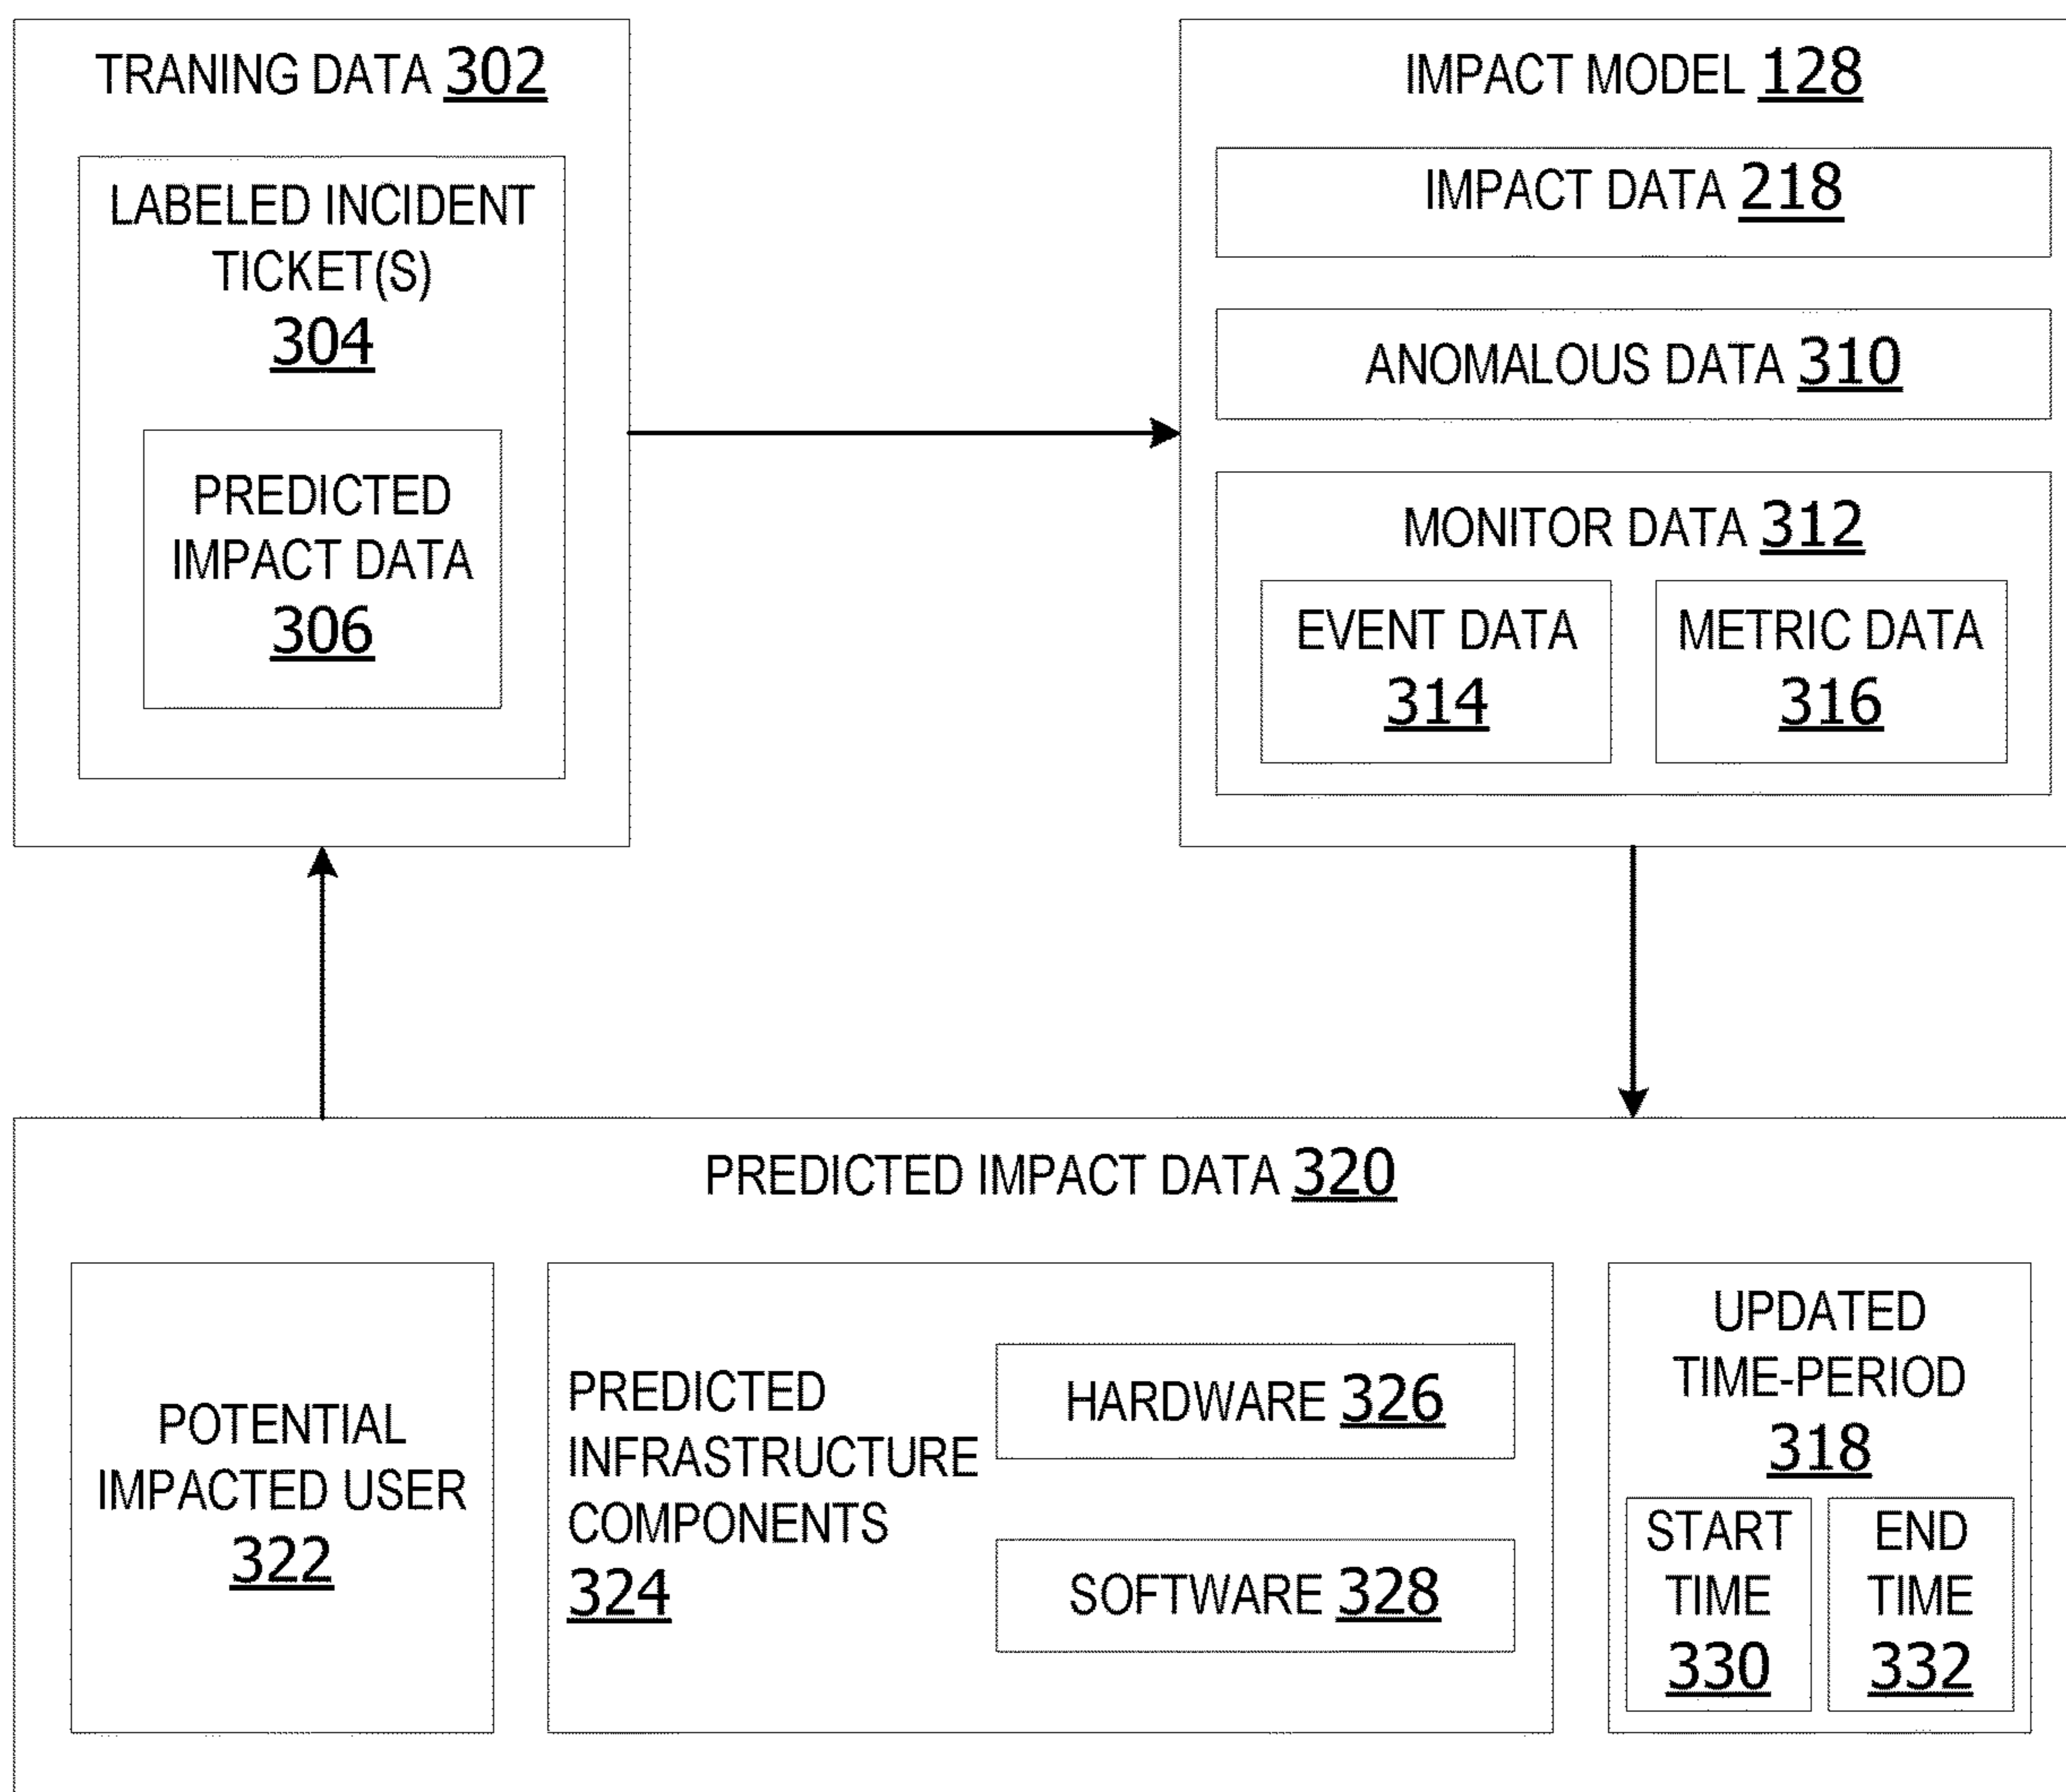 TRANING DATA 302
LABELED INCIDENT
TICKET(S)
304
PREDICTED
IMPACT DATA
306
IMPACT MODEL 128
IMPACT DATA 218
ANOMALOUS DATA 310
MONITOR DATA 312
EVENT DATA
314
METRIC DATA
316
PREDICTED IMPACT DATA 320
POTENTIAL
IMPACTED USER
322
PREDICTED
INFRASTRUCTURE
COMPONENTS
324
HARDWARE 326
SOFTWARE 328
UPDATED
TIME-PERIOD
318
START
TIME
330
END
TIME
332